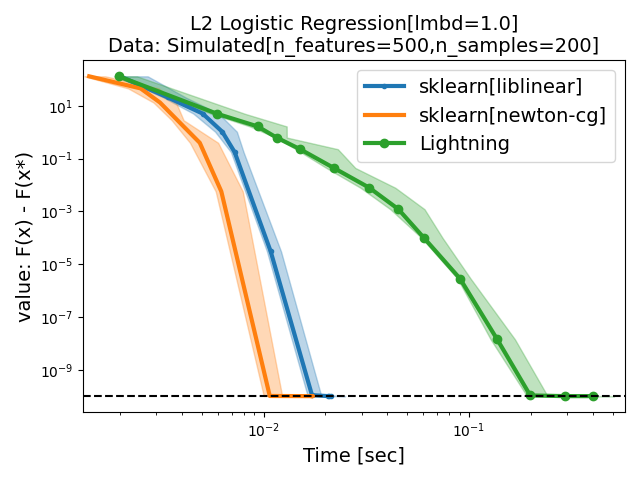 L2 Logistic Regression[lmbd=1.0]
Data: Simulated[n_features=500,n_samples=200]
sklearn[liblinear]
sklearn[newton-cg]
Lightning
value: F(x) - F(x*)
10¹
10⁻¹
10⁻³
10⁻⁵
10⁻⁷
10⁻⁹
10⁻²
10⁻¹
Time [sec]